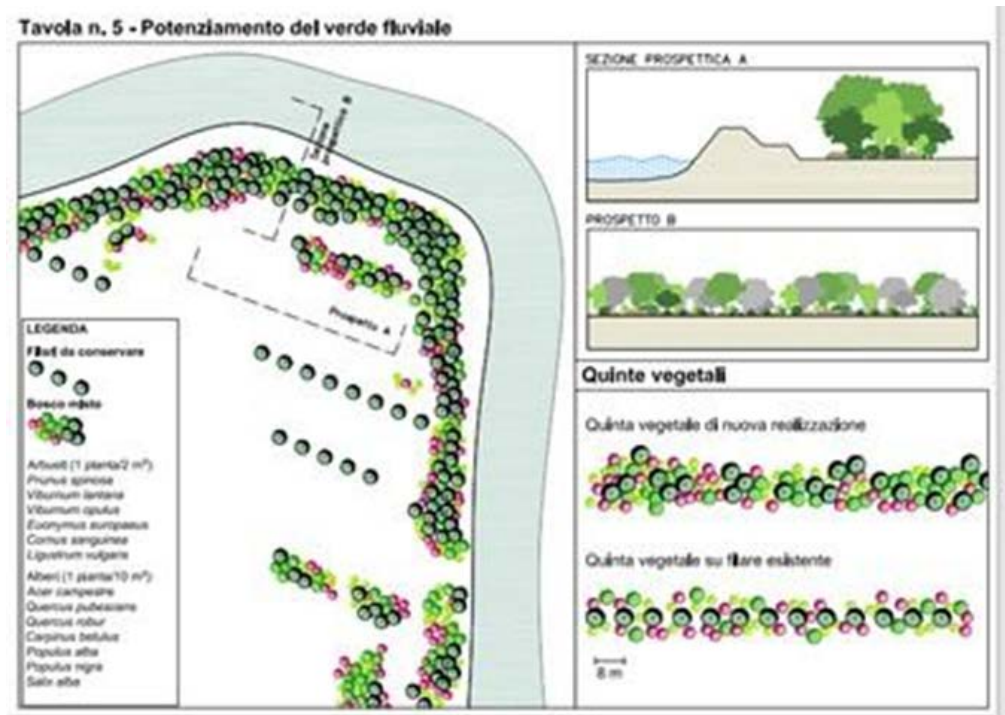 Tavola n. 5 - Potenziamento del verde fluviale
Sezione
prospettica B
Prospetto A
LEGENDA
Filari da conservare
Bosco misto
Arbusti (1 pianta/2 m²)
Prunus spinosa
Viburnum lantana
Viburnum opulus
Euonymus europaeus
Cornus sanguinea
Ligustrum vulgaris
Alberi (1 pianta/10 m²)
Acer campestre
Quercus pubescens
Quercus robur
Carpinus betulus
Populus alba
Populus nigra
Salix alba
SEZIONE PROSPETTICA A
PROSPETTO B
Quinte vegetali
Quinta vegetale di nuova realizzazione
Quinta vegetale su filare esistente
8 m